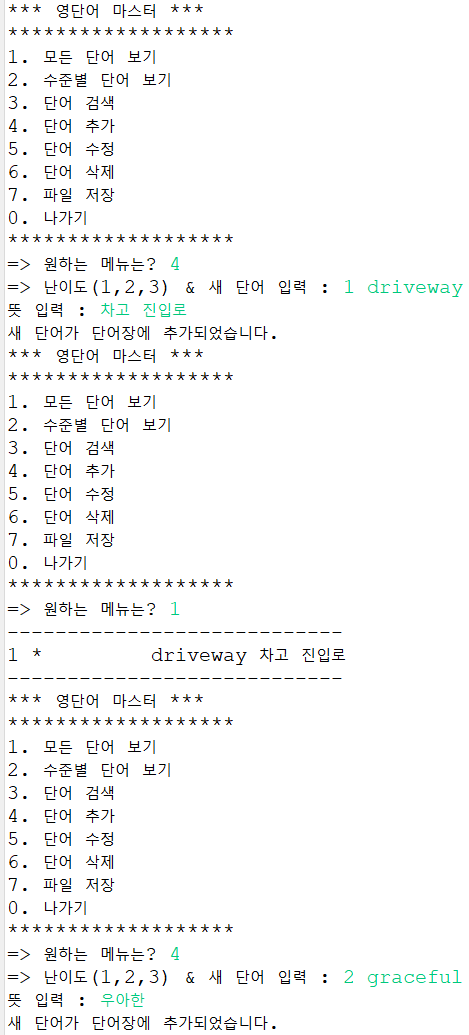 *** 영단어 마스터 ***
*******************
1. 모든 단어 보기
2. 수준별 단어 보기
3. 단어 검색
4. 단어 추가
5. 단어 수정
6. 단어 삭제
7. 파일 저장
0. 나가기
*******************
=> 원하는 메뉴는? 4
=> 난이도(1,2,3) & 새 단어 입력 : 1 driveway
뜻 입력 : 차고 진입로
새 단어가 단어장에 추가되었습니다.
*** 영단어 마스터 ***
*******************
1. 모든 단어 보기
2. 수준별 단어 보기
3. 단어 검색
4. 단어 추가
5. 단어 수정
6. 단어 삭제
7. 파일 저장
0. 나가기
*******************
=> 원하는 메뉴는? 1
----------------------------
1 *         driveway 차고 진입로
----------------------------
*** 영단어 마스터 ***
*******************
1. 모든 단어 보기
2. 수준별 단어 보기
3. 단어 검색
4. 단어 추가
5. 단어 수정
6. 단어 삭제
7. 파일 저장
0. 나가기
*******************
=> 원하는 메뉴는? 4
=> 난이도(1,2,3) & 새 단어 입력 : 2 graceful
뜻 입력 : 우아한
새 단어가 단어장에 추가되었습니다.